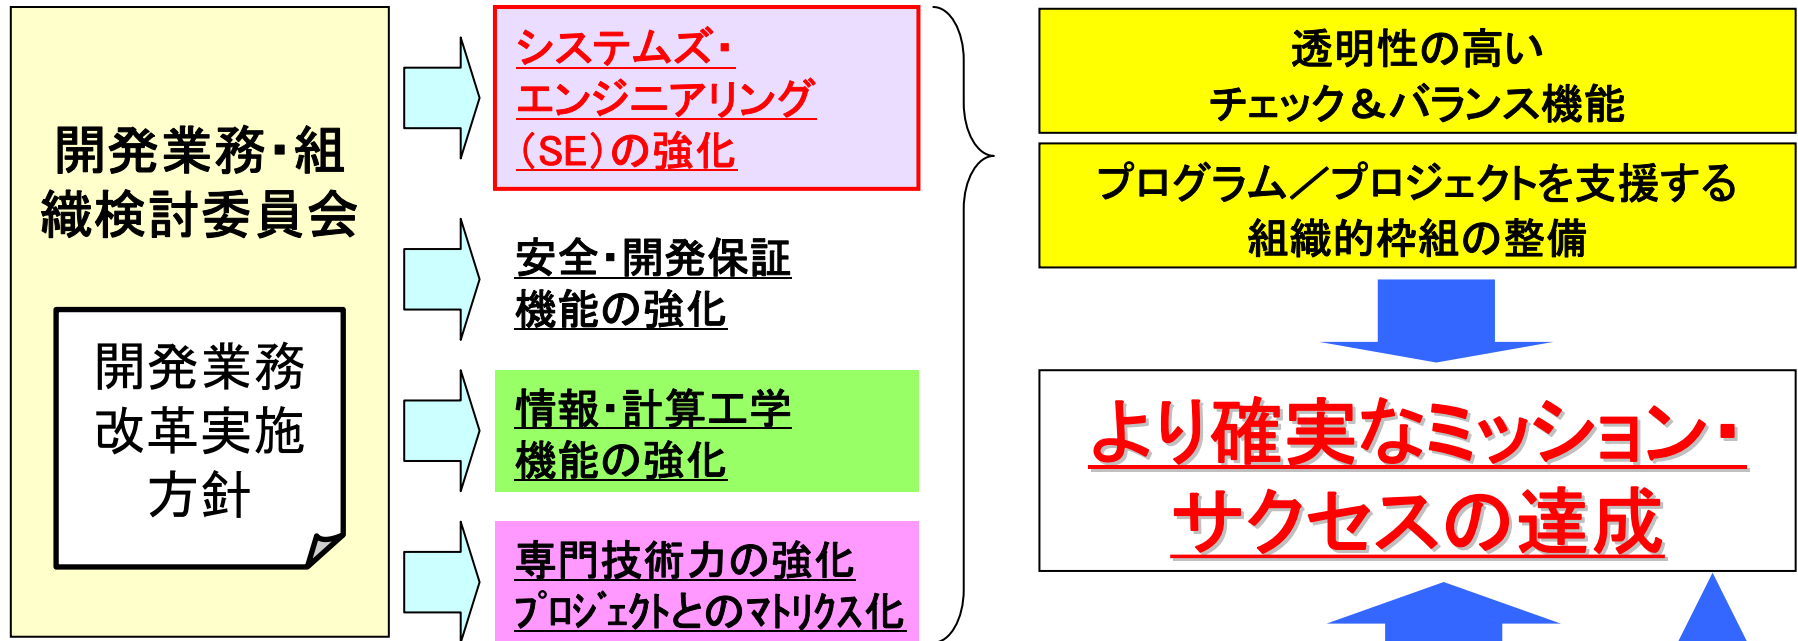 開発業務・組
織検討委員会
開発業務
改革実施
方針
システムズ・
エンジニアリング
（SE）の強化
安全・開発保証
機能の強化
情報・計算工学
機能の強化
専門技術力の強化
ﾌﾟﾛｼﾞｪｸﾄとのﾏﾄﾘｸｽ化
透明性の高い
チェック＆バランス機能
プログラム／プロジェクトを支援する
組織的枠組の整備
より確実なミッション・
サクセスの達成